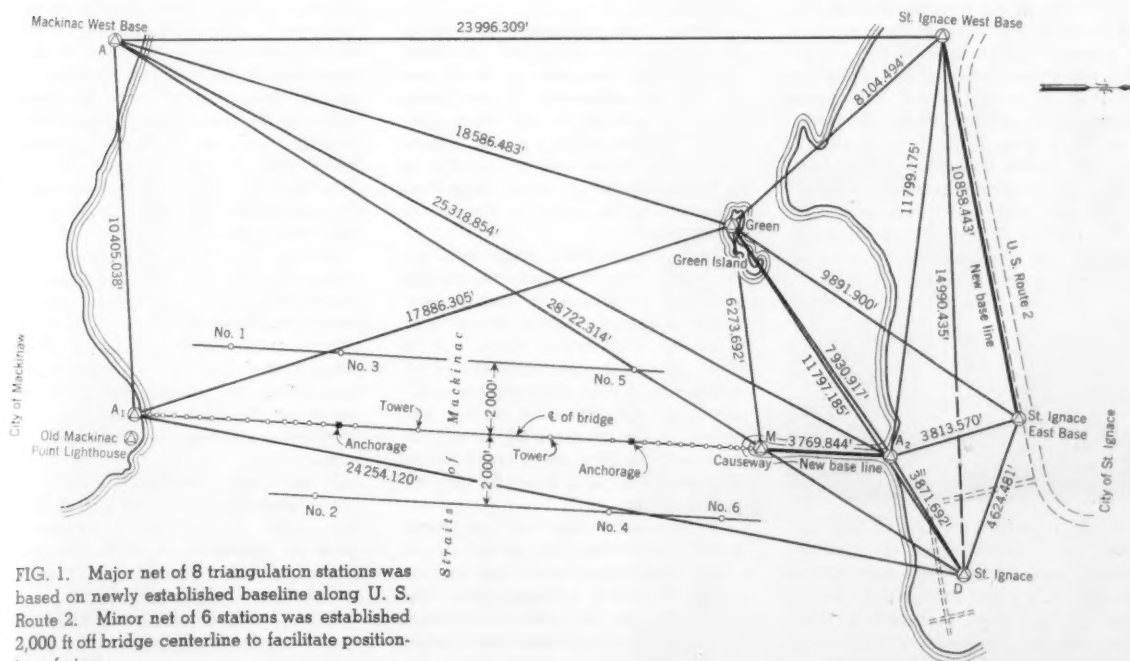 Mackinac West Base
A
23 996.309'
St. Ignace West Base
8 104.494'
18 586.483'
25 318.854'
10 405.038'
17 886.305'
28 722.314'
Green
Green Island
6 273.692'
7 930.917'
11 797.185'
9 891.900'
11 799.175'
10 858.443'
14 990.435'
New base line
U. S. Route 2
City of Mackinaw
No. 1
No. 3
No. 5
Straits of Mackinac
2 000'
2 000'
A1
Old Mackinac
Point Lighthouse
Tower
℄ of bridge
Anchorage
Tower
Anchorage
M
3 769.844'
Causeway
New base line
A2
3 813.570'
St. Ignace
East Base
City of St. Ignace
3 871.692'
4 624.481'
24 254.120'
No. 2
No. 4
No. 6
St. Ignace
D
FIG. 1. Major net of 8 triangulation stations was
based on newly established baseline along U. S.
Route 2. Minor net of 6 stations was established
2,000 ft off bridge centerline to facilitate position-